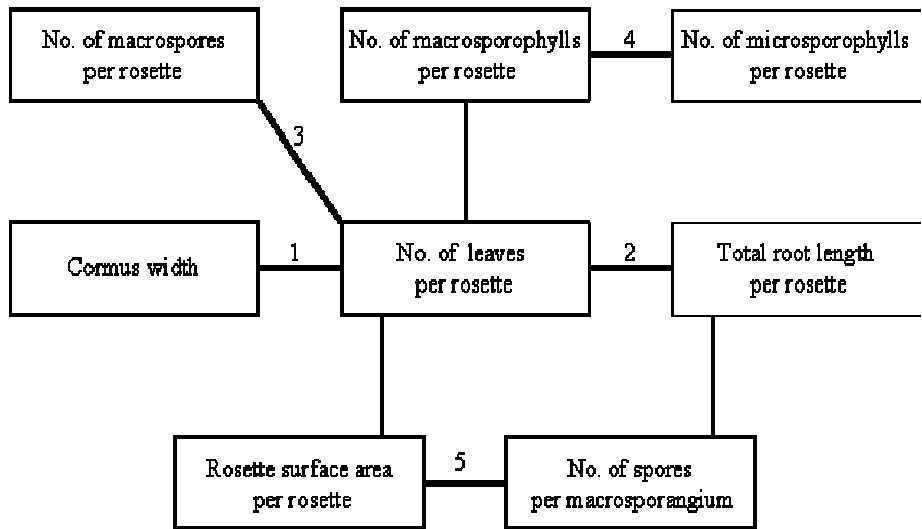 No. of macrospores
per rosette
No. of macrosporophylls
per rosette
4
No. of microsporophylls
per rosette
3
Cormus width
1
No. of leaves
per rosette
2
Total root length
per rosette
Rosette surface area
per rosette
5
No. of spores
per macrosporangium